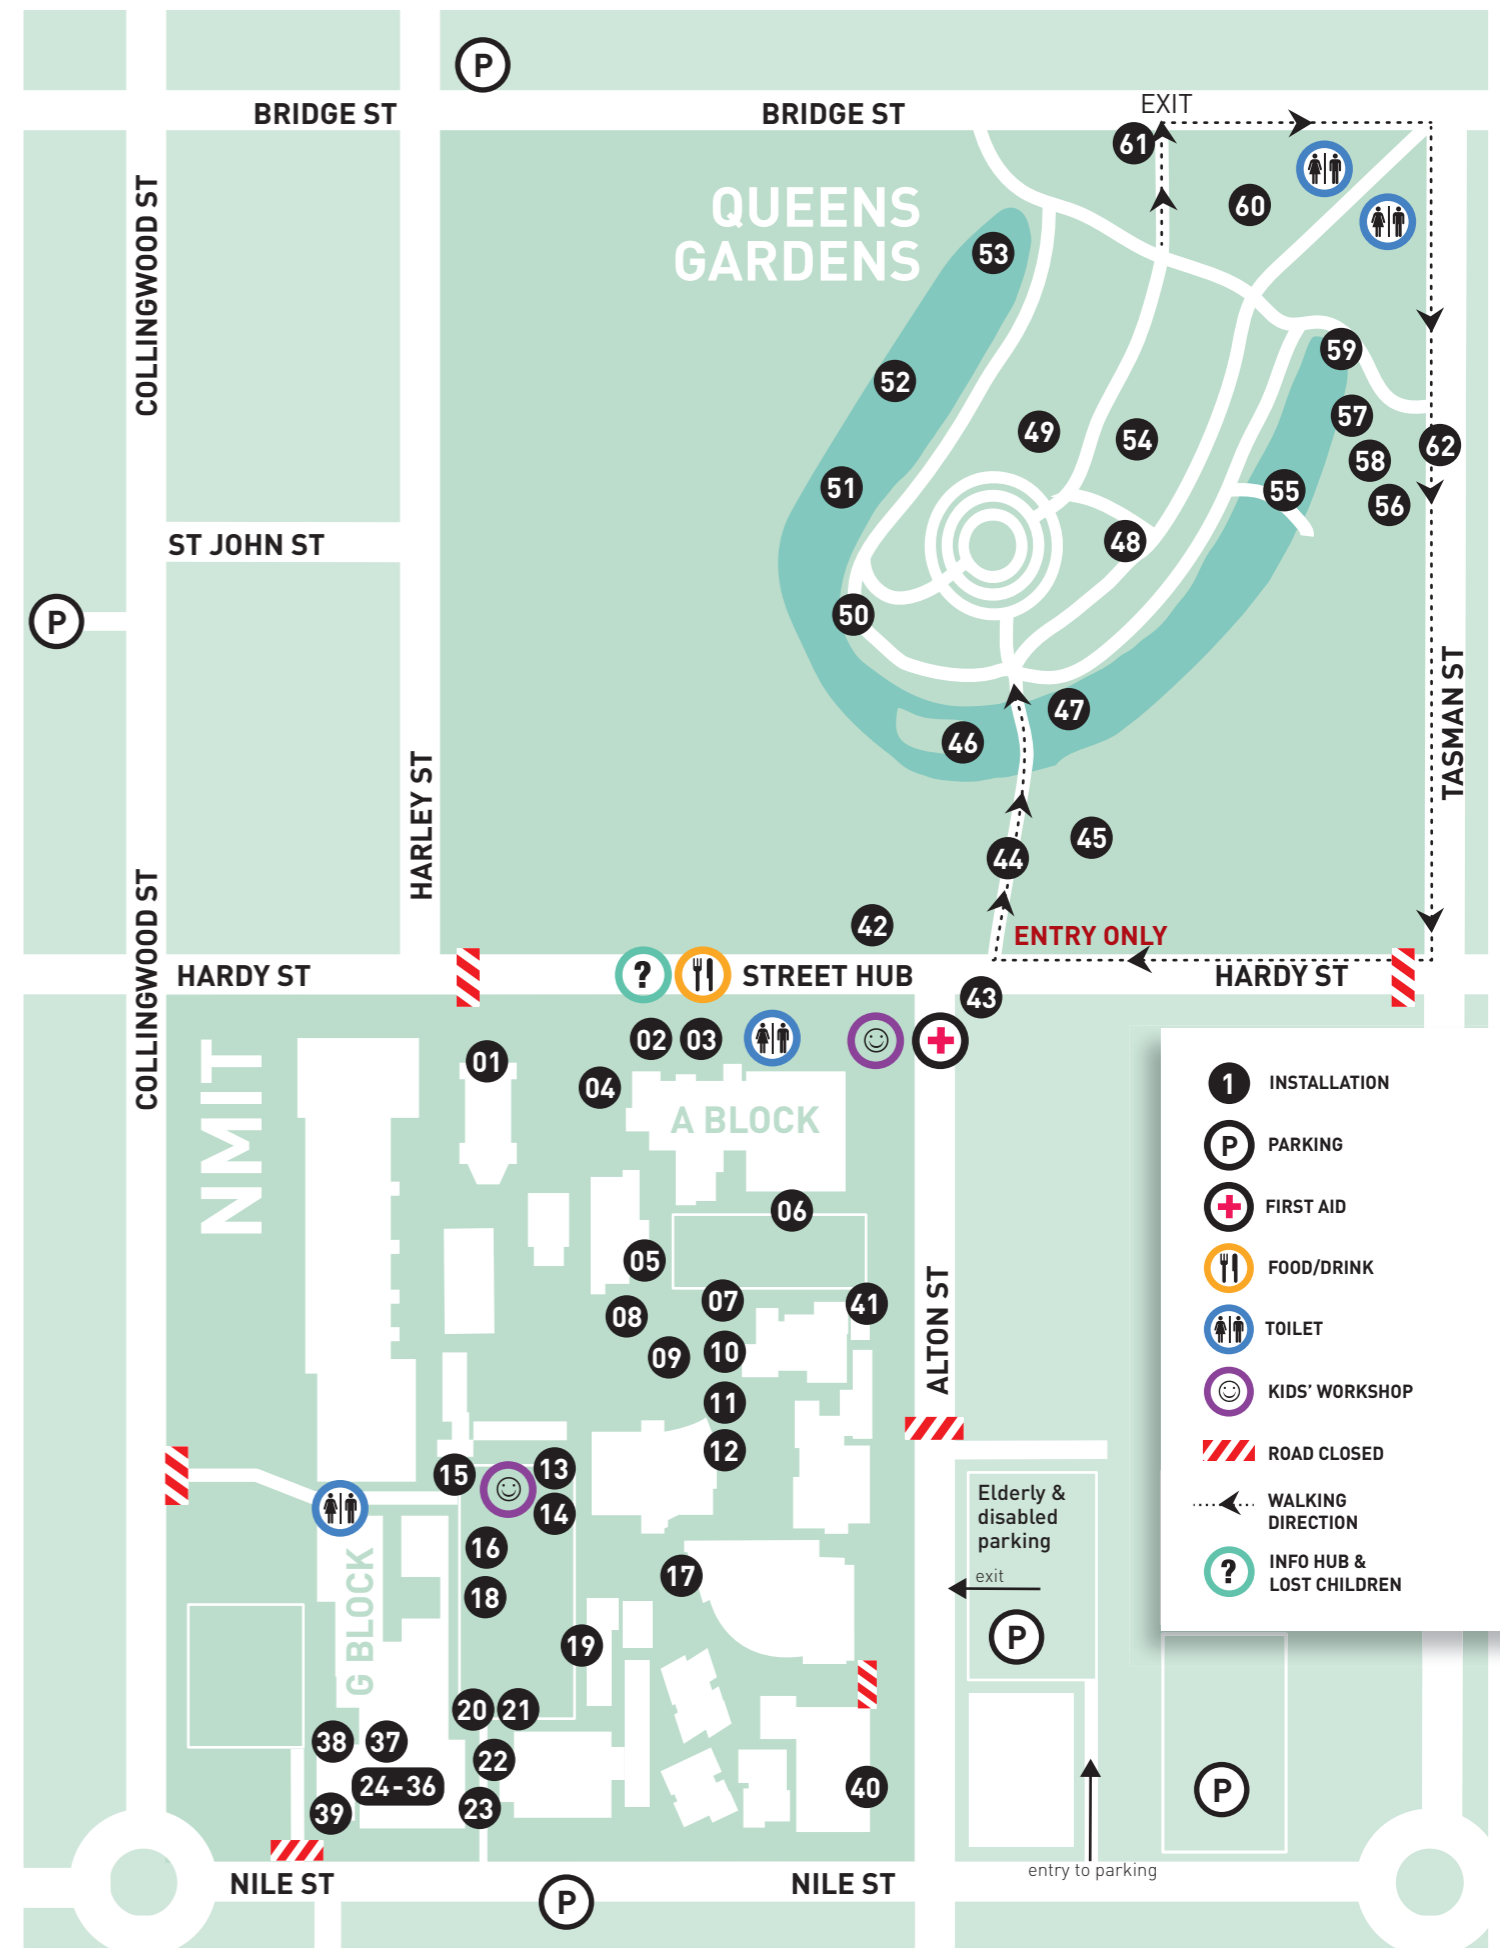 P
BRIDGE ST
BRIDGE ST
EXIT
61
60
COLLINGWOOD ST
QUEENS
GARDENS
53
59
52
57
49
54
62
58
51
55
56
ST JOHN ST
48
P
50
TASMAN ST
47
46
HARLEY ST
45
44
COLLINGWOOD ST
42
ENTRY ONLY
HARDY ST
?
STREET HUB
HARDY ST
43
NMIT
01
02
03
04
A BLOCK
06
05
07
41
08
10
09
ALTON ST
11
12
15
13
14
16
17
18
G BLOCK
19
20
21
38
37
22
24-36
39
23
40
Elderly &
disabled
parking
exit
P
P
entry to parking
NILE ST
P
NILE ST
1 INSTALLATION
P PARKING
FIRST AID
FOOD/DRINK
TOILET
KIDS' WORKSHOP
ROAD CLOSED
WALKING
DIRECTION
? INFO HUB &
LOST CHILDREN